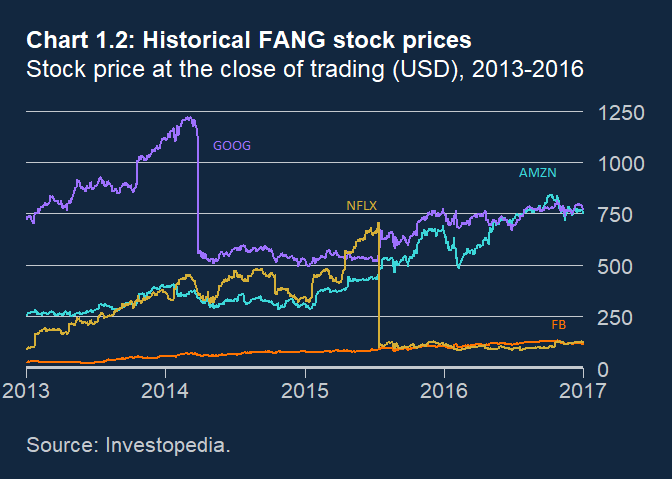 Chart 1.2: Historical FANG stock prices
Stock price at the close of trading (USD), 2013-2016
1250
GOOG
1000
AMZN
NFLX
750
500
250
FB
0
2013 2014 2015 2016 2017
Source: Investopedia.